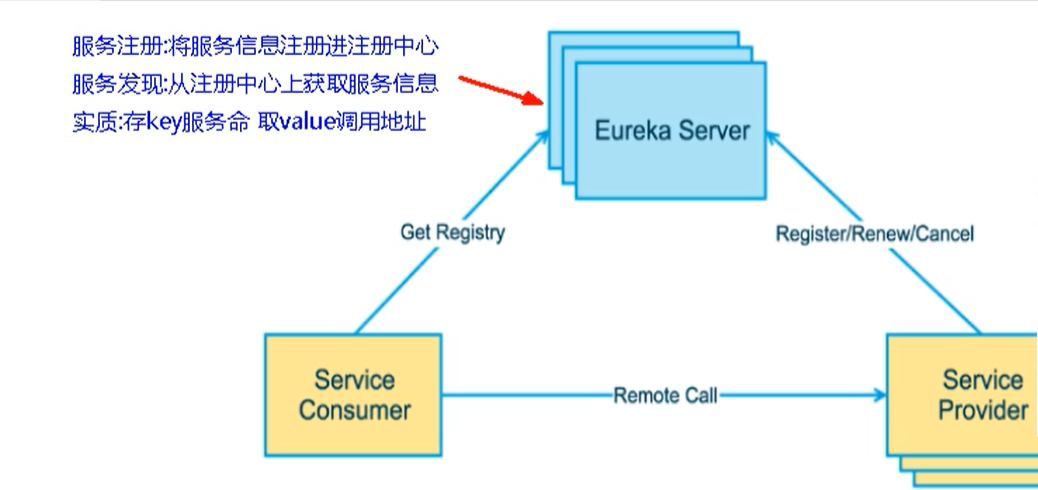 服务注册:将服务信息注册进注册中心
服务发现:从注册中心上获取服务信息
实质:存key服务命 取value调用地址
Eureka Server
Get Registry
Register/Renew/Cancel
Service
Consumer
Remote Call
Service
Provider